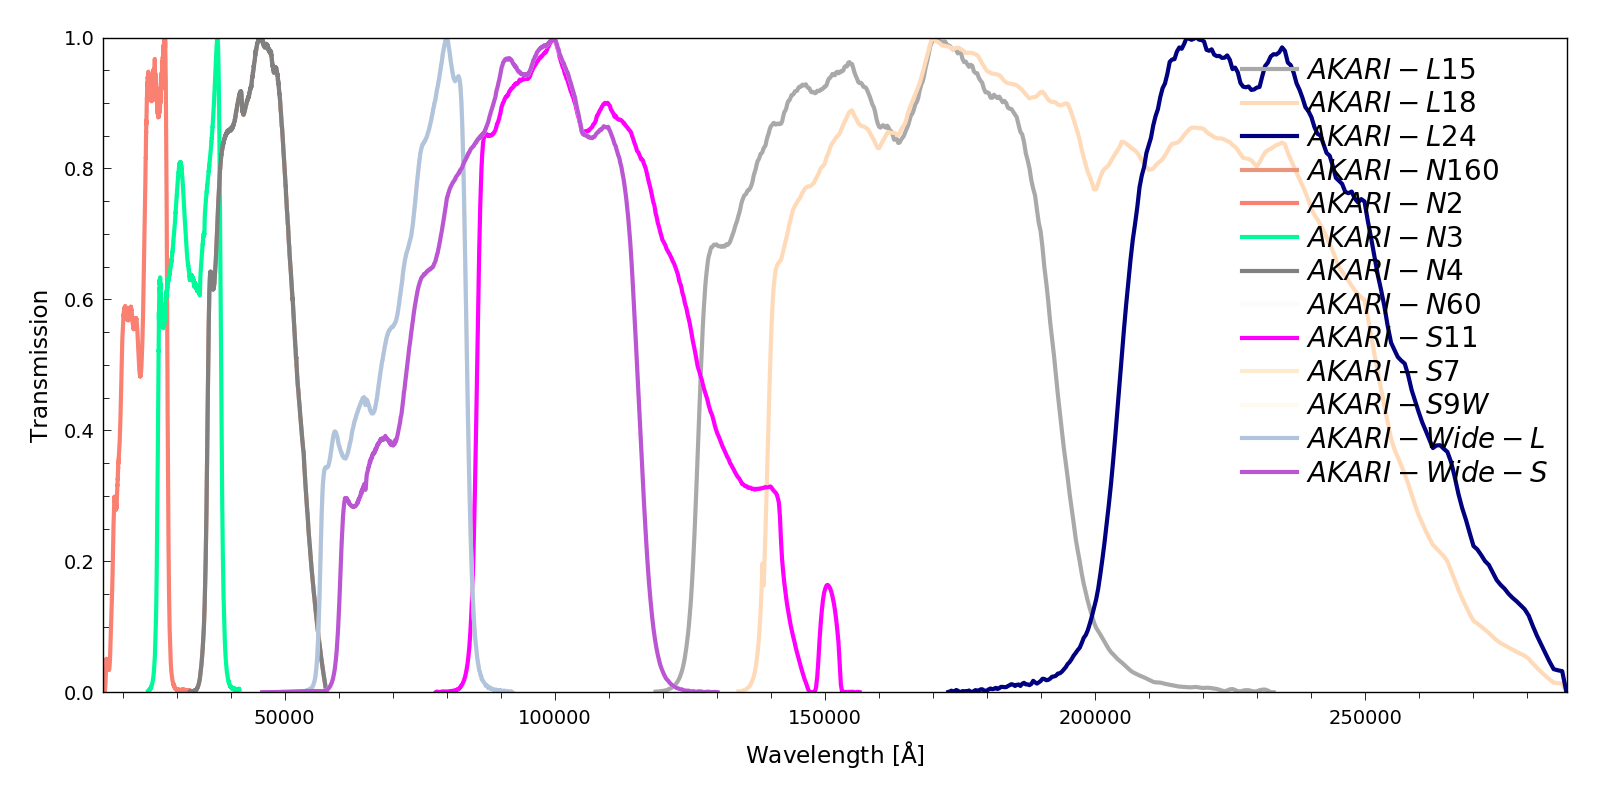 1.0
0.8
0.6
0.4
0.2
0.0
Transmission
50000 100000 150000 200000 250000
Wavelength [Å]
AKARI − L15
AKARI − L18
AKARI − L24
AKARI − N160
AKARI − N2
AKARI − N3
AKARI − N4
AKARI − N60
AKARI − S11
AKARI − S7
AKARI − S9W
AKARI − Wide − L
AKARI − Wide − S